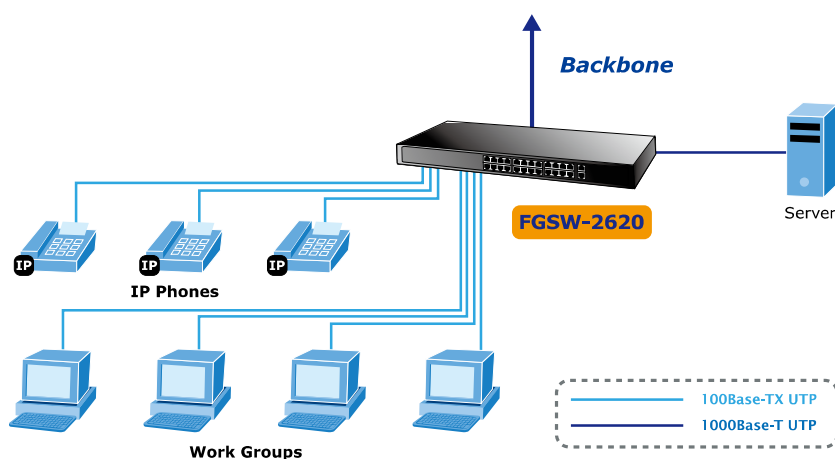 Backbone
Server
FGSW-2620
IP
IP
IP
IP Phones
100Base-TX UTP
1000Base-T UTP
Work Groups